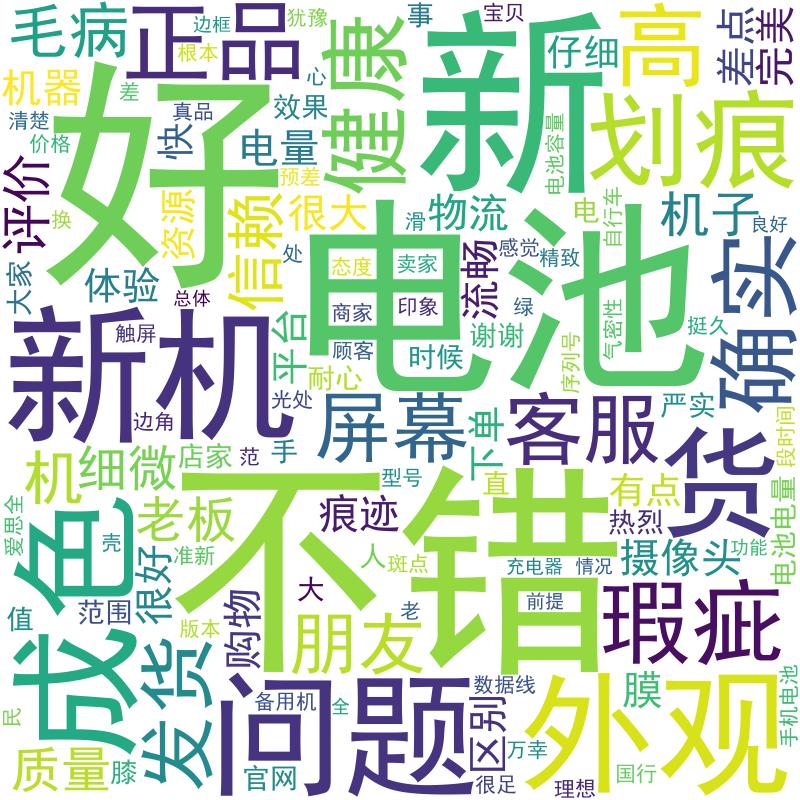 毛病
边框
犹豫
事
宝贝
正品
根本
机器
差
心
健康
新
仔细
高
差点
完美
清楚
真品
效果
快
电量
价格
好
电池容量
划痕
预差
评价
换
资源
信赖
很大
滑
物流
电
自行车
机子
良好
大家
体验
处
态度
卖家
流畅
感觉
精致
确实
总体
商家
印象
绿
电池
新机
触屏
平台
顾客
时候
谢谢
气密性
挺久
耐心
序列号
光处
边角
屏幕
客服
严实
下单
货
段时间
机
细微
店家
范
手
型号
直
有点
电池电量
爱思全
成色
壳
老板
不错
痕迹
热烈
准新
很好
人
斑点
充电器
情况
摄像头
功能
值
范围
大
老
前提
瑕疵
版本
购物
朋友
发货
民
问题
备用机
全
数据线
区别
外观
膜
手机电池
质量
膝
官网
万幸
很足
理想
国行